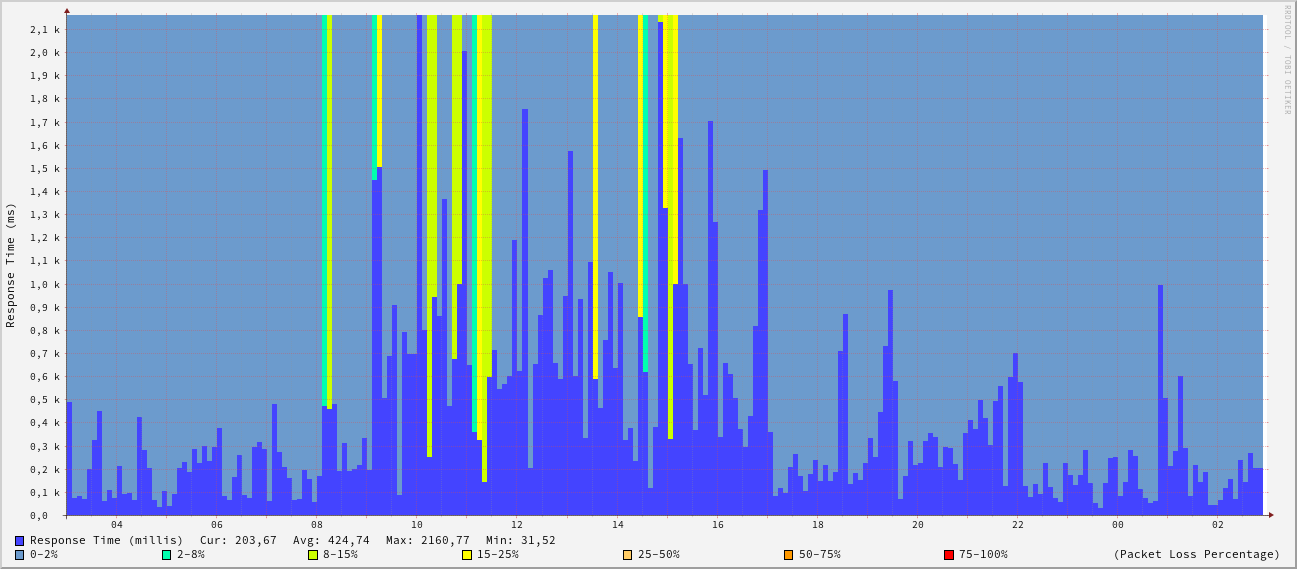 RRDTOOL / TOBI OETIKER
Response Time (ms)
2,1 k
2,0 k
1,9 k
1,8 k
1,7 k
1,6 k
1,5 k
1,4 k
1,3 k
1,2 k
1,1 k
1,0 k
0,9 k
0,8 k
0,7 k
0,6 k
0,5 k
0,4 k
0,3 k
0,2 k
0,1 k
0,0
04 06 08 10 12 14 16 18 20 22 00 02
Response Time (millis) Cur: 203,67 Avg: 424,74 Max: 2160,77 Min: 31,52
0-2% 2-8% 8-15% 15-25% 25-50% 50-75% 75-100% (Packet Loss Percentage)